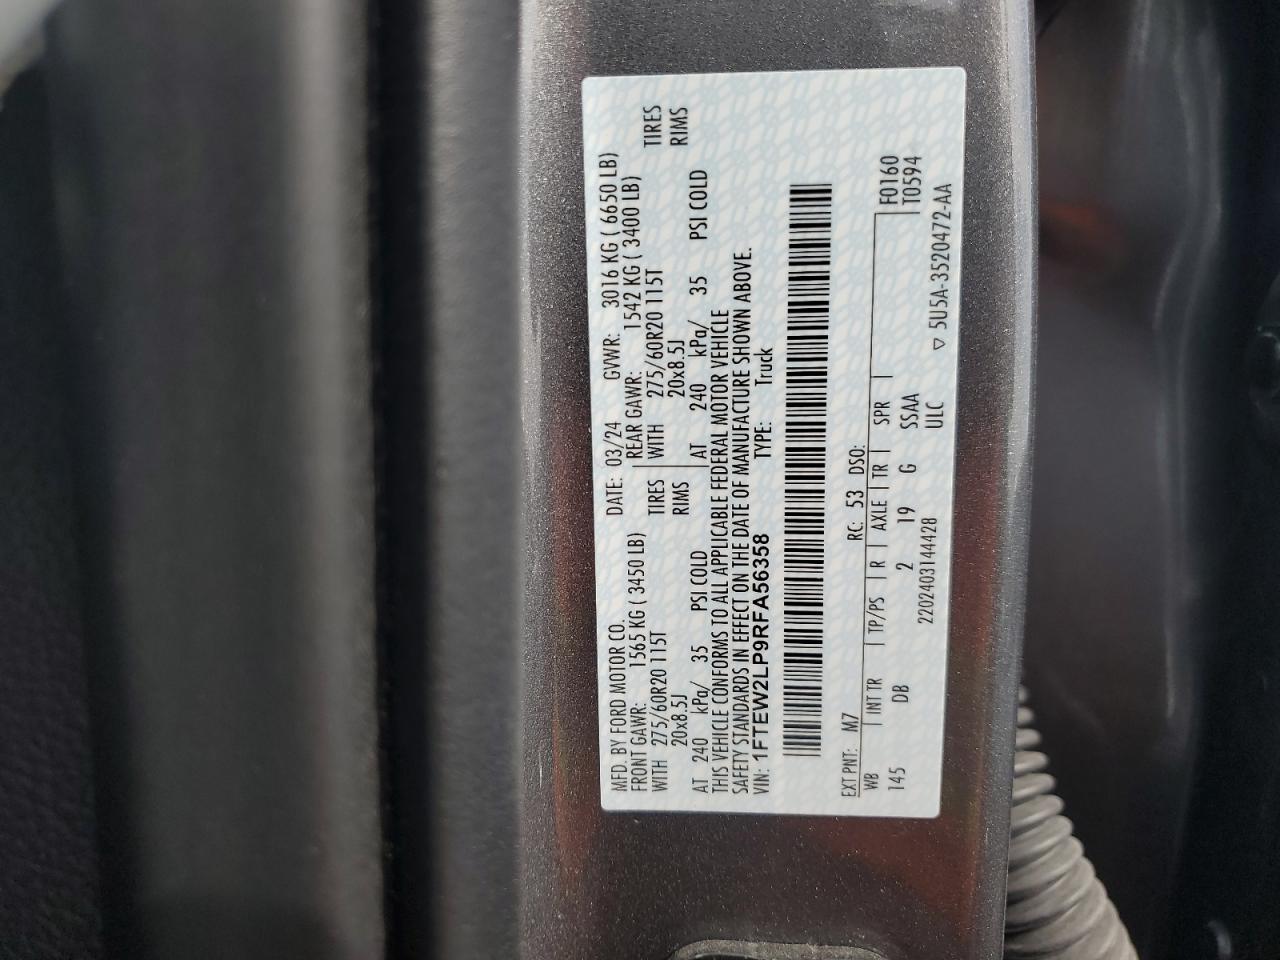 MFD. BY FORD MOTOR CO.
DATE: 03/24 GVWR: 3016 KG ( 6650 LB)
FRONT GAWR: 1565 KG ( 3450 LB) REAR GAWR: 1542 KG ( 3400 LB)
WITH 275/60R20 115T TIRES WITH 275/60R20 115T TIRES
20x8.5J RIMS 20x8.5J RIMS
AT 240 kPa/ 35 PSI COLD AT 240 kPa/ 35 PSI COLD
THIS VEHICLE CONFORMS TO ALL APPLICABLE FEDERAL MOTOR VEHICLE
SAFETY STANDARDS IN EFFECT ON THE DATE OF MANUFACTURE SHOWN ABOVE.
VIN: 1FTEW2LP9RFA56358 TYPE: Truck
EXT PNT: M7 RC: 53 DSO:
WB INT TR TP/PS R AXLE TR SPR F0160
145 DB 2 19 G SSAA T0594
2202403144428 ULC ▽ 5U5A-3520472-AA